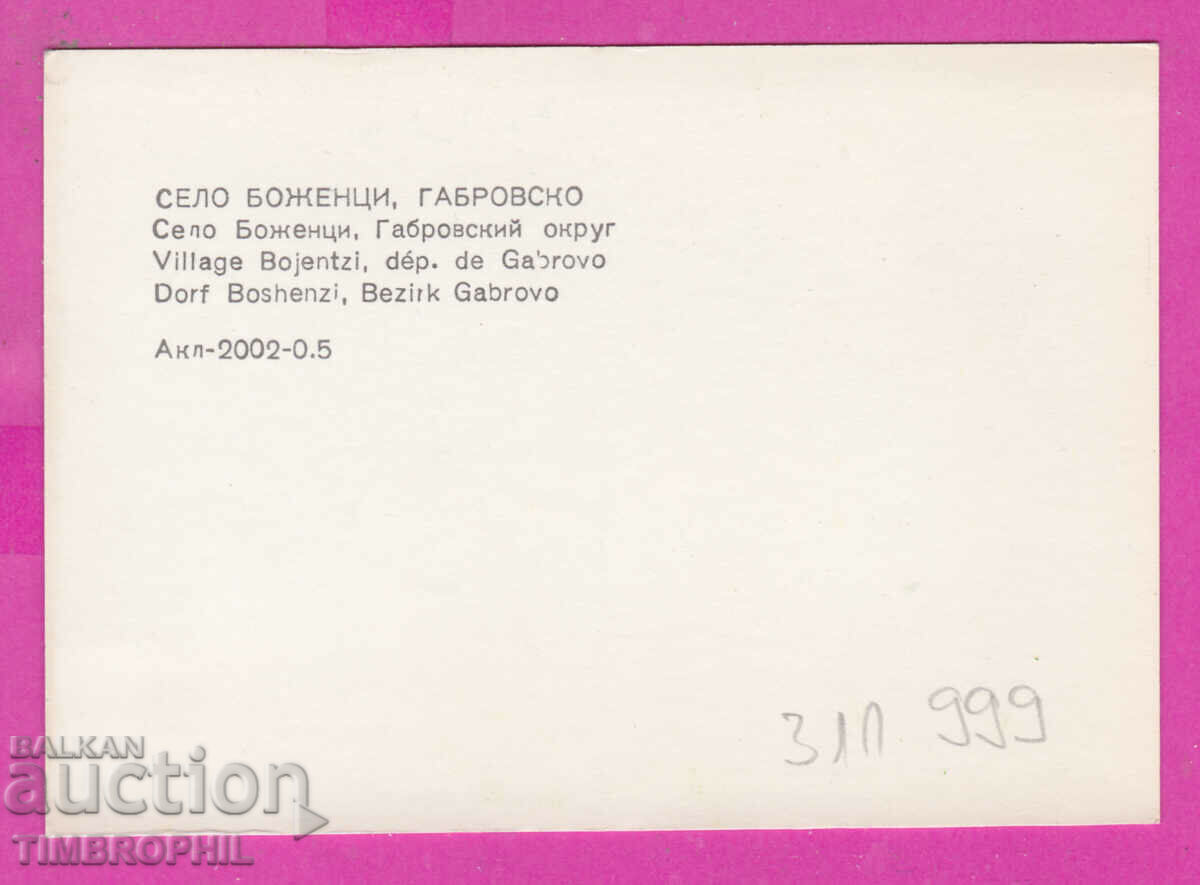 СЕЛО БОЖЕНЦИ, ГАБРОВСКО
Село Боженци, Габровский округ
Village Bojentzi, dép. de Gabrovo
Dorf Boshenzi, Bezirk Gabrovo
Акл-2002-0.5
31П 999
BALKAN
auction
TIMBROPHIL